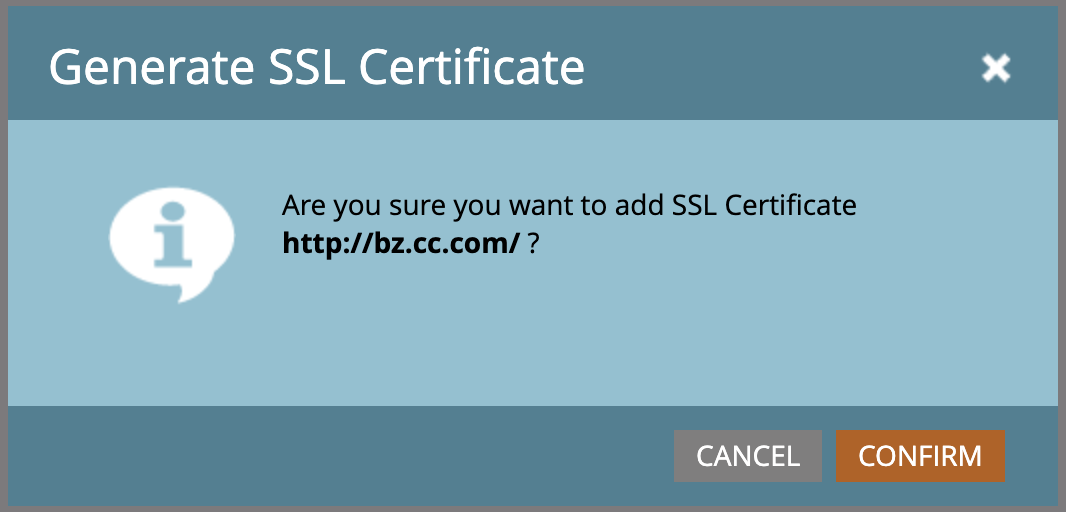 Generate SSL Certificate
Are you sure you want to add SSL Certificate
http://bz.cc.com/ ?
CANCEL CONFIRM